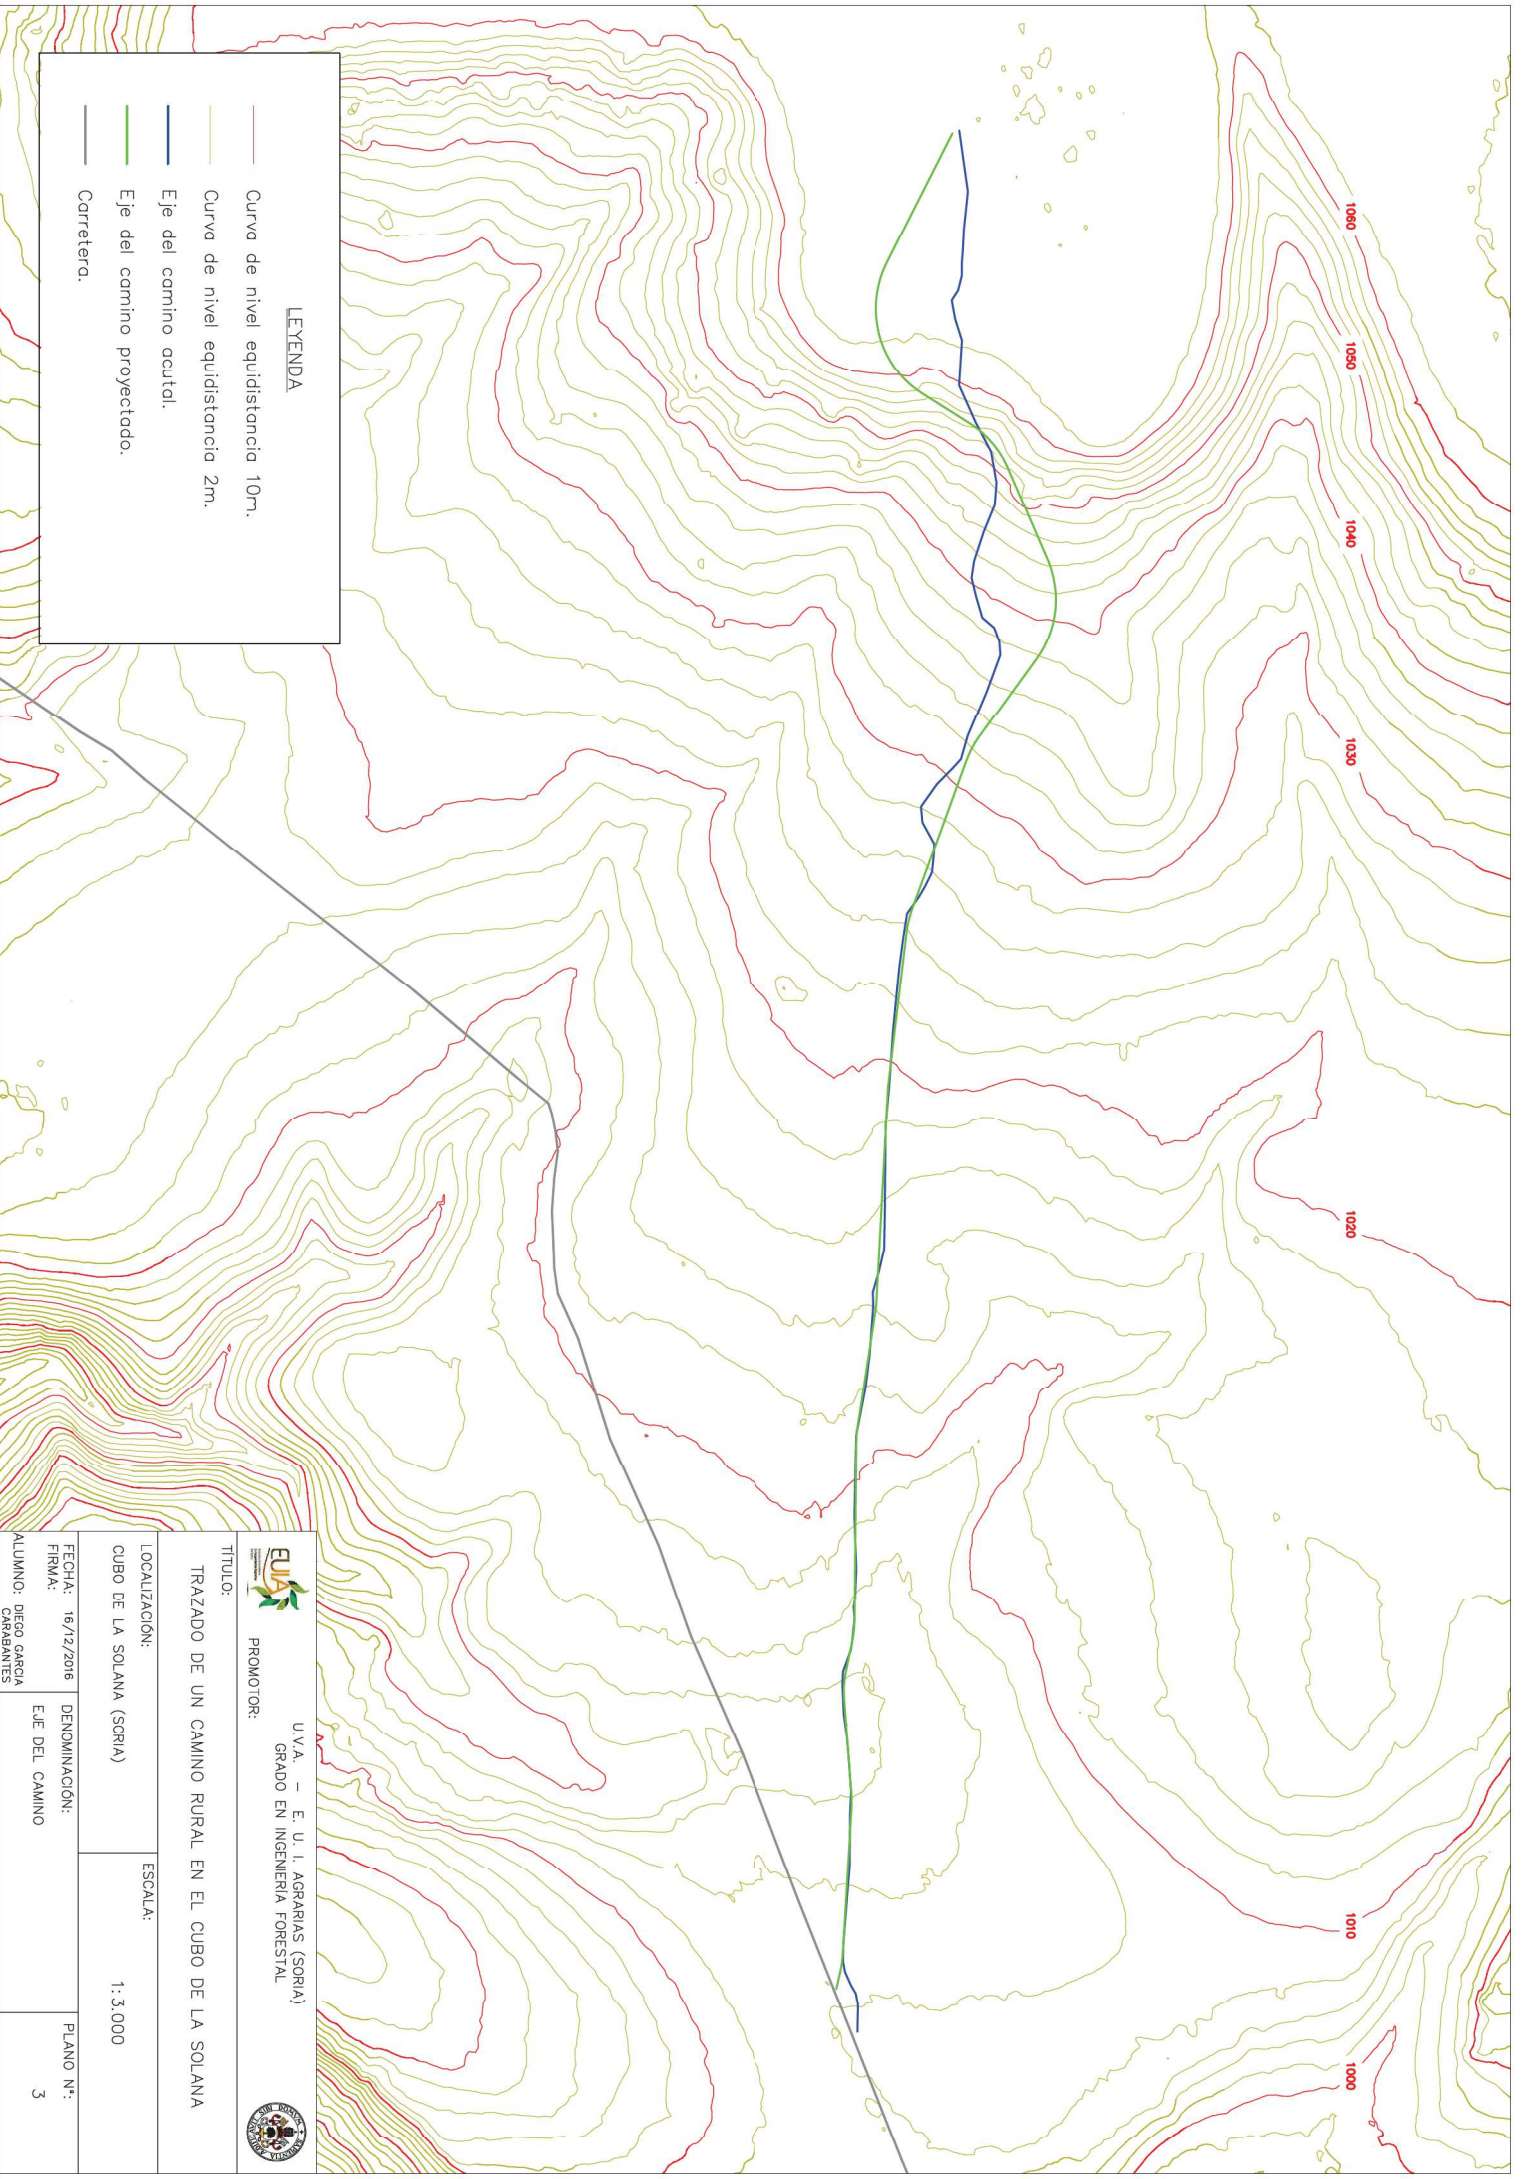 1060
1050
1040
1030
1020
1010
1000
LEYENDA
Curva de nivel equidistancia 10m.
Curva de nivel equidistancia 2m.
Eje del camino acutal.
Eje del camino proyectado.
Carretera.
EUIA
U.V.A. – E. U. I. AGRARIAS (SORIA)
GRADO EN INGENIERÍA FORESTAL
PROMOTOR:
TÍTULO:
TRAZADO DE UN CAMINO RURAL EN EL CUBO DE LA SOLANA
LOCALIZACIÓN:
CUBO DE LA SOLANA (SORIA)
ESCALA:
1:3.000
FECHA: 16/12/2016
FIRMA:
ALUMNO: DIEGO GARCIA
CARABANTES
DENOMINACIÓN:
EJE DEL CAMINO
PLANO Nº:
3